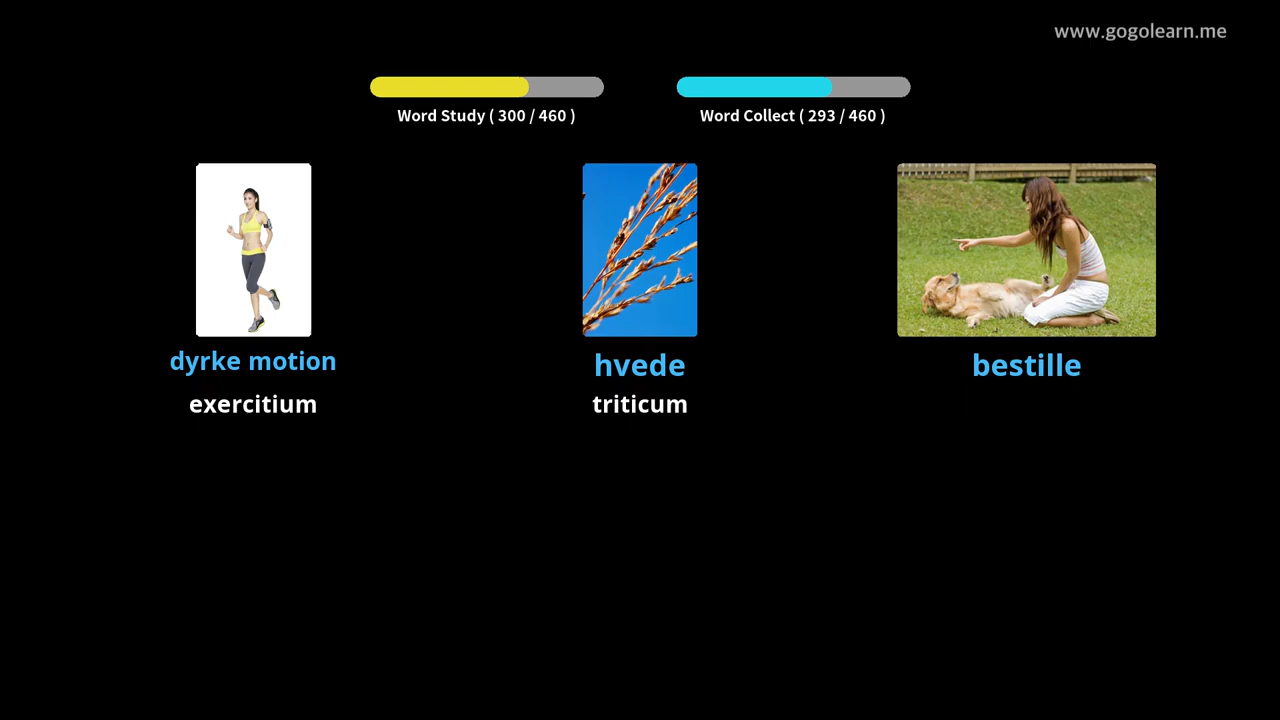 www.gogolearn.me
Word Study ( 300 / 460 )
Word Collect ( 293 / 460 )
dyrke motion
exercitium
hvede
triticum
bestille